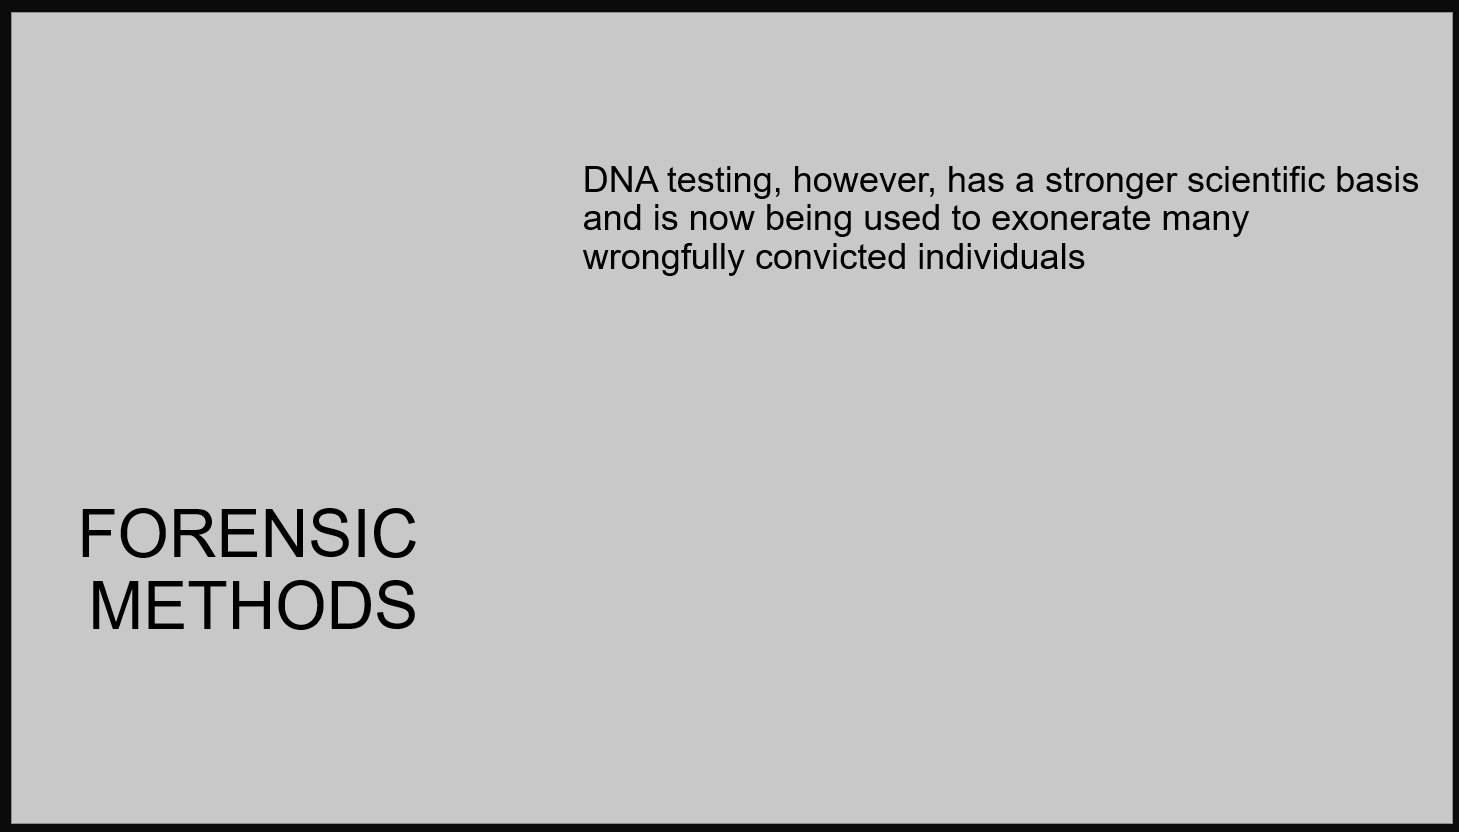 DNA testing, however, has a stronger scientific basis
and is now being used to exonerate many
wrongfully convicted individuals
FORENSIC
METHODS